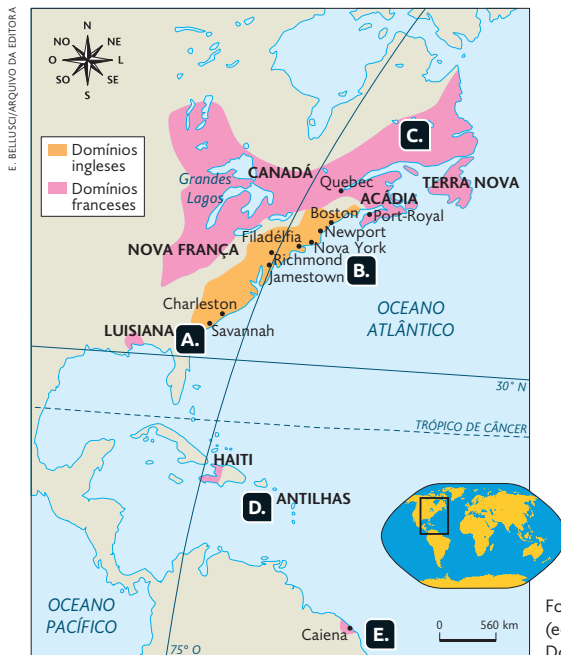 E. BELLUSCI/ARQUIVO DA EDITORA
N
NO
NE
O
L
SO
SE
S
Domínios
ingleses
Domínios
franceses
C.
CANADÁ
Grandes
Lagos
Quebec
TERRA NOVA
ACÁDIA
Port-Royal
Boston
Newport
Filadélfia
Nova York
NOVA FRANÇA
Richmond
Jamestown
B.
Charleston
OCEANO
ATLÂNTICO
LUISIANA
A.
Savannah
30° N
TRÓPICO DE CÂNCER
HAITI
D.
ANTILHAS
OCEANO
PACÍFICO
Caiena
E.
0 560 km
75° O
Fo
(e
Do